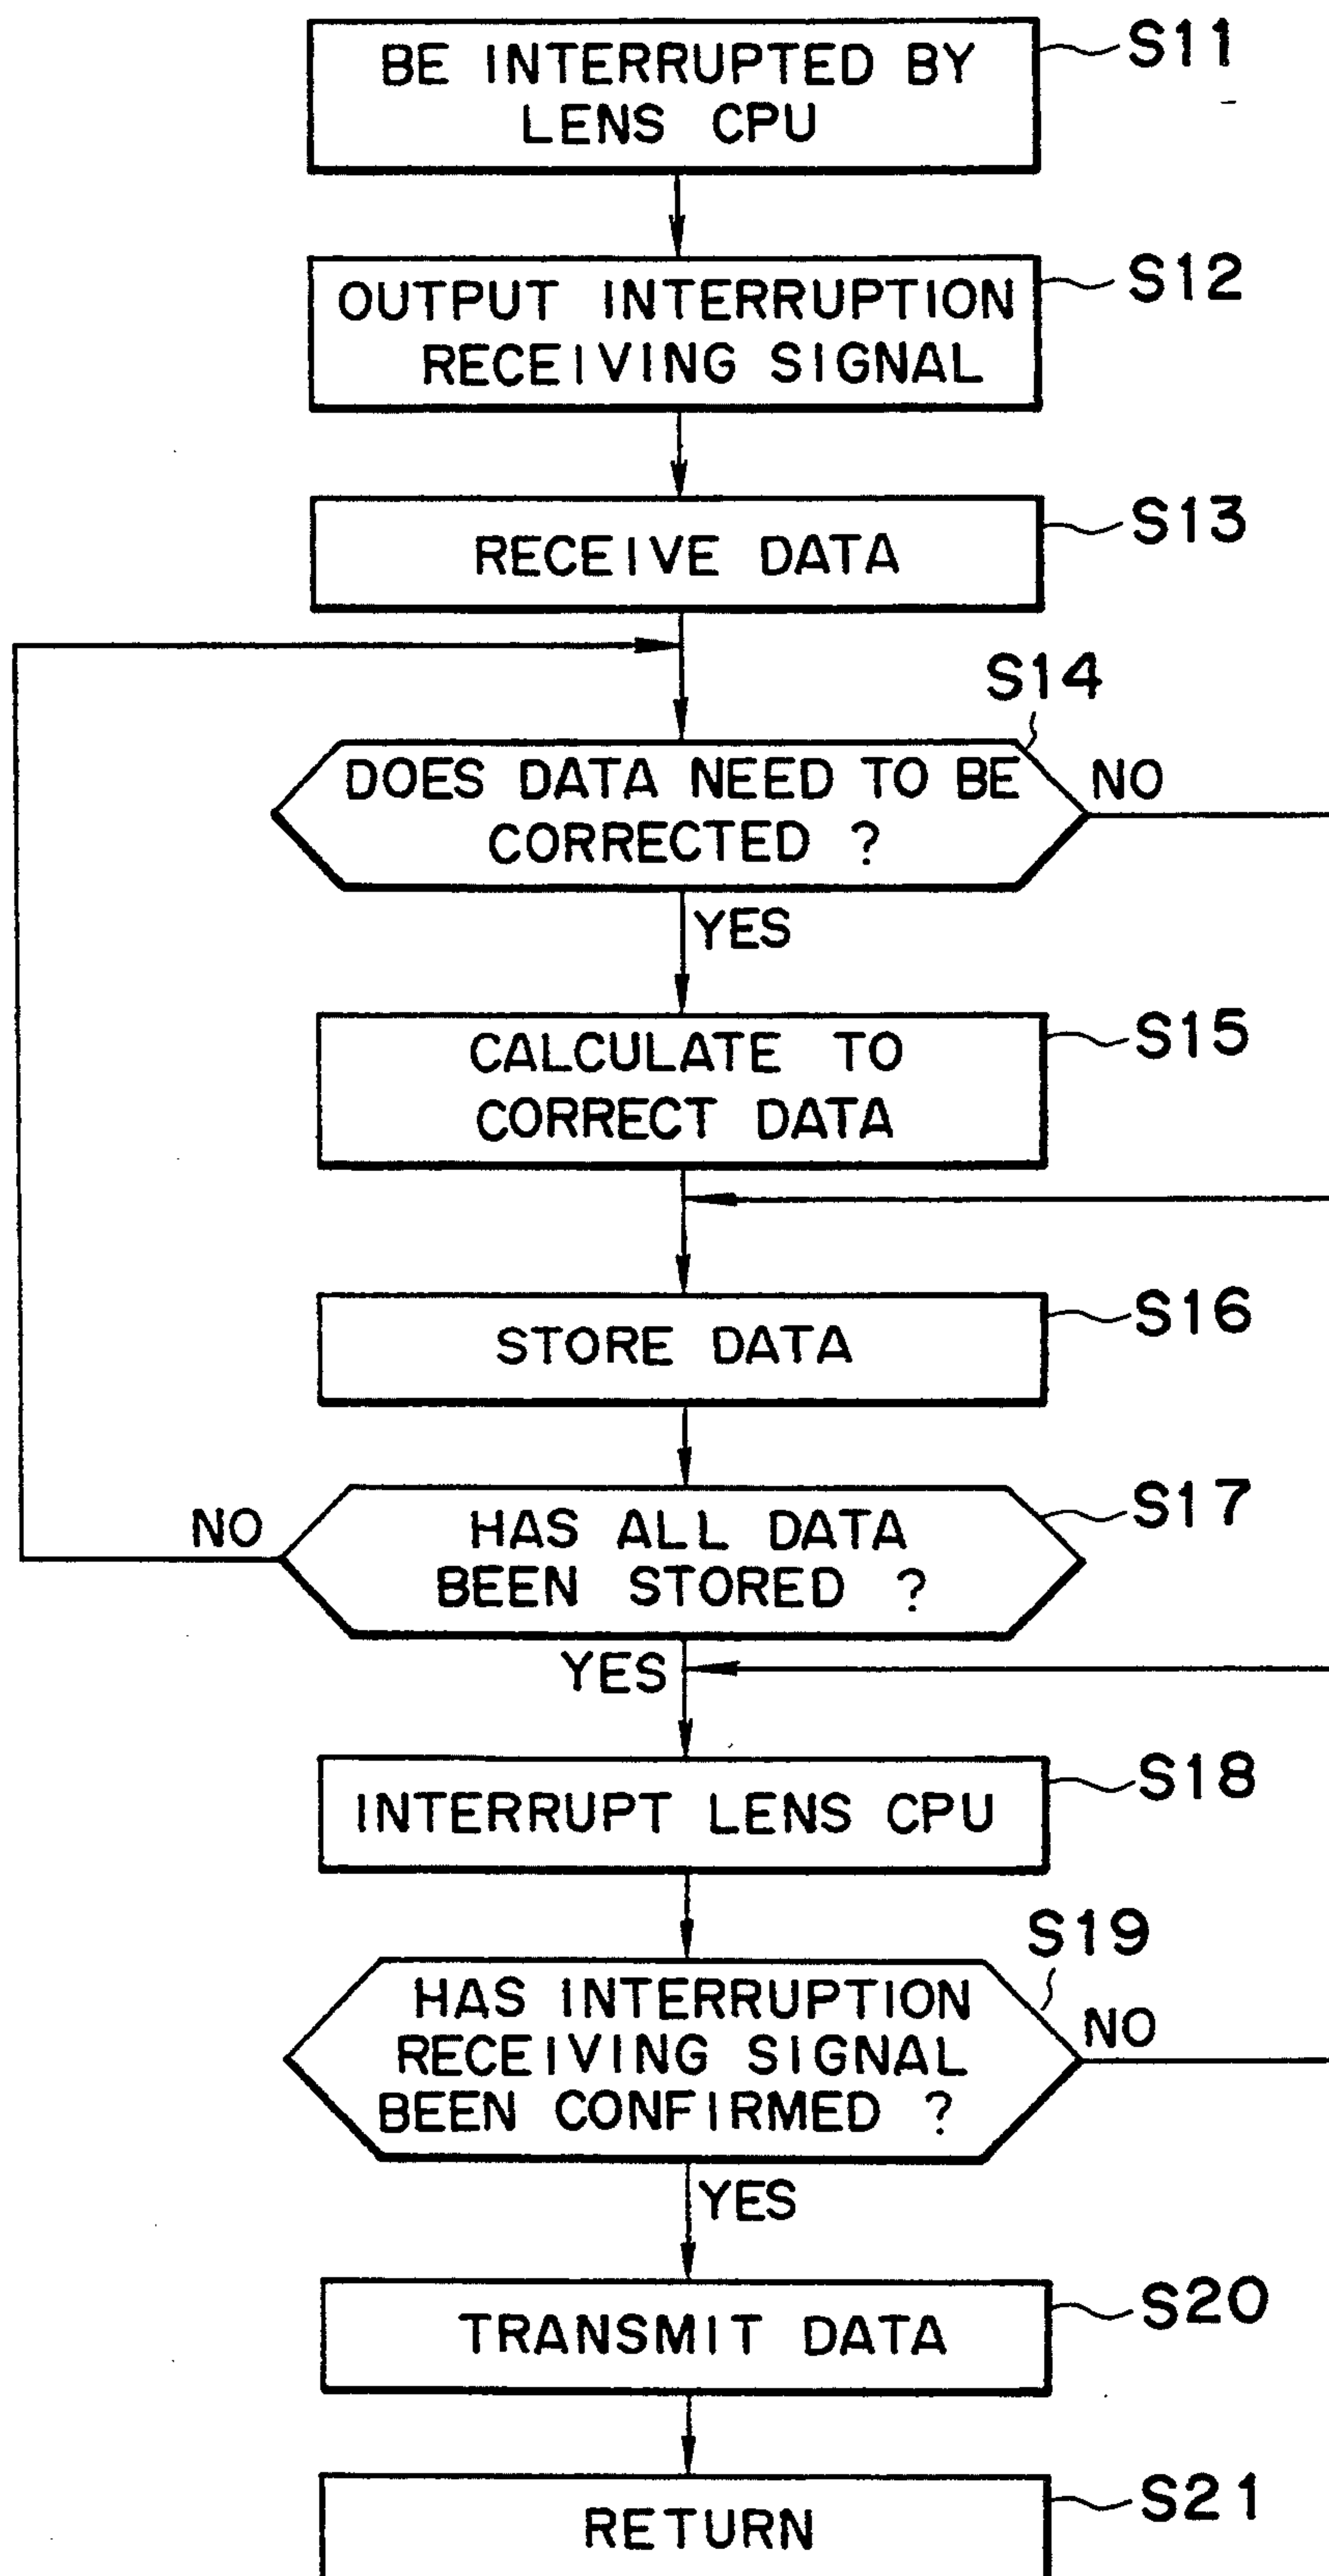 BE INTERRUPTED BY
LENS CPU
S11
OUTPUT INTERRUPTION
RECEIVING SIGNAL
S12
RECEIVE DATA
S13
S14
DOES DATA NEED TO BE
CORRECTED ?
NO
YES
CALCULATE TO
CORRECT DATA
S15
STORE DATA
S16
HAS ALL DATA
BEEN STORED ?
S17
NO
YES
INTERRUPT LENS CPU
S18
S19
HAS INTERRUPTION
RECEIVING SIGNAL
BEEN CONFIRMED ?
NO
YES
TRANSMIT DATA
S20
RETURN
S21